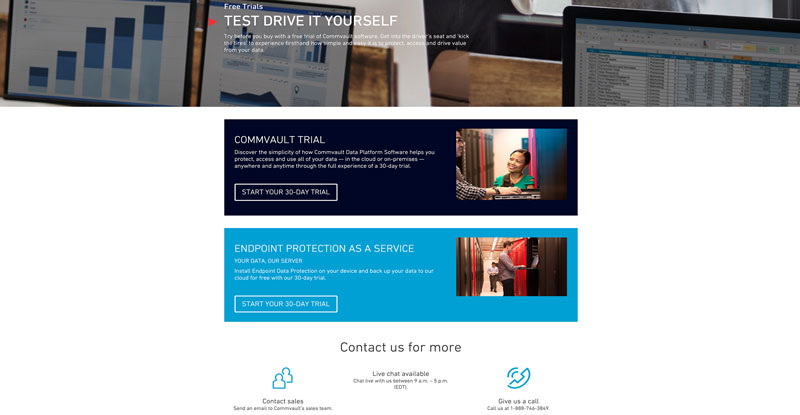 Free Trials
TEST DRIVE IT YOURSELF
Try before you buy with a free trial of Commvault software. Get into the driver's seat and 'kick
the tires' to experience firsthand how simple and easy it is to protect, access and drive value
from your data.
COMMVAULT TRIAL
Discover the simplicity of how Commvault Data Platform Software helps you
protect, access and use all of your data — in the cloud or on-premises —
anywhere and anytime through the full experience of a 30-day trial.
START YOUR 30-DAY TRIAL
ENDPOINT PROTECTION AS A SERVICE
YOUR DATA, OUR SERVER
Install Endpoint Data Protection on your device and back up your data to our
cloud for free with our 30-day trial.
START YOUR 30-DAY TRIAL
Contact us for more
Contact sales
Send an email to Commvault's sales team.
Live chat available
Chat live with us between 9 a.m. – 5 p.m.
(EDT).
Give us a call
Call us at 1-888-746-3849.